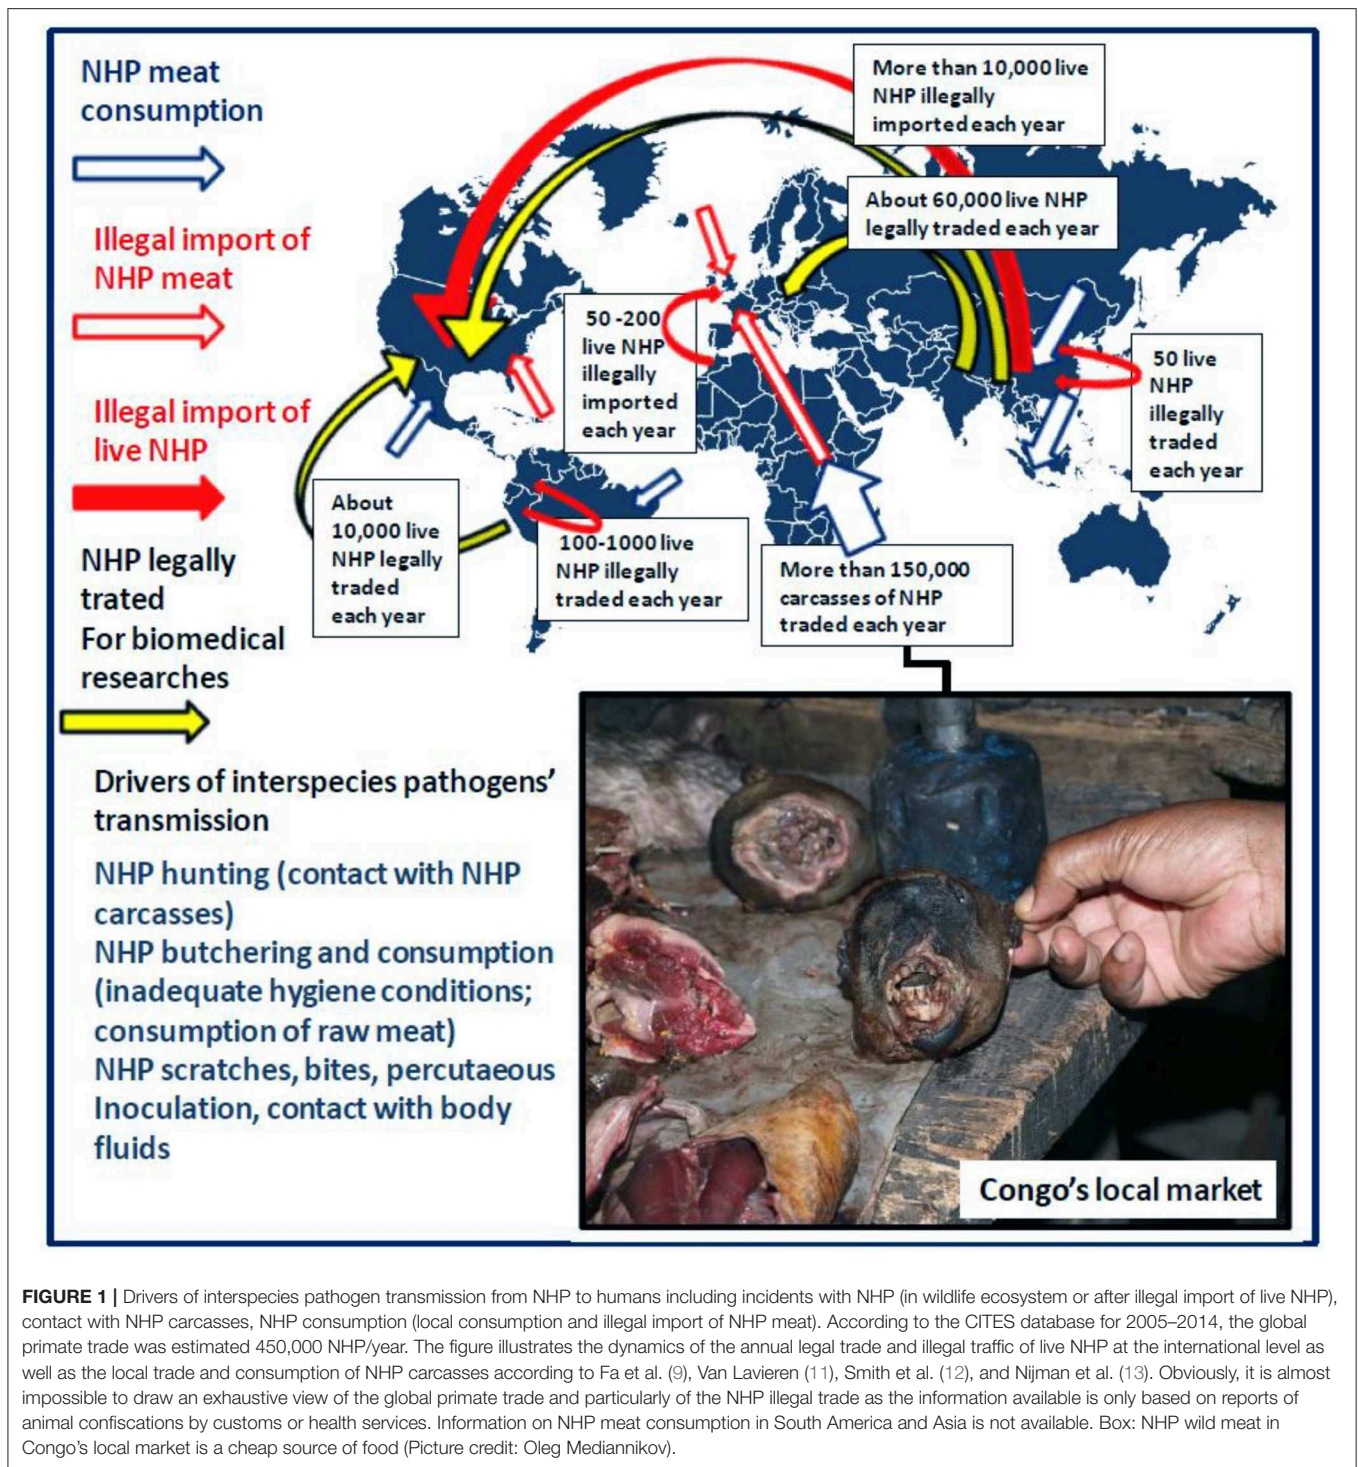 NHP meat
consumption
Illegal import of
NHP meat
Illegal import of
live NHP
NHP legally
trated
For biomedical
researches
More than 10,000 live
NHP illegally
imported each year
About 60,000 live NHP
legally traded each year
50 -200
live NHP
illegally
imported
each year
50 live
NHP
illegally
traded
each year
About
10,000 live
NHP legally
traded
each year
100-1000 live
NHP illegally
traded each year
More than 150,000
carcasses of NHP
traded each year
Drivers of interspecies pathogens’
transmission
NHP hunting (contact with NHP
carcasses)
NHP butchering and consumption
(inadequate hygiene conditions;
consumption of raw meat)
NHP scratches, bites, percutaeous
Inoculation, contact with body
fluids
Congo’s local market
FIGURE 1 | Drivers of interspecies pathogen transmission from NHP to humans including incidents with NHP (in wildlife ecosystem or after illegal import of live NHP),
contact with NHP carcasses, NHP consumption (local consumption and illegal import of NHP meat). According to the CITES database for 2005–2014, the global
primate trade was estimated 450,000 NHP/year. The figure illustrates the dynamics of the annual legal trade and illegal traffic of live NHP at the international level as
well as the local trade and consumption of NHP carcasses according to Fa et al. (9), Van Lavieren (11), Smith et al. (12), and Nijman et al. (13). Obviously, it is almost
impossible to draw an exhaustive view of the global primate trade and particularly of the NHP illegal trade as the information available is only based on reports of
animal confiscations by customs or health services. Information on NHP meat consumption in South America and Asia is not available. Box: NHP wild meat in
Congo’s local market is a cheap source of food (Picture credit: Oleg Mediannikov).